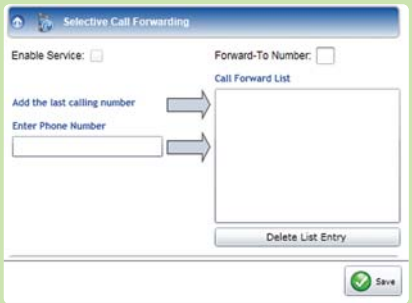 Selective Call Forwarding
Enable Service:
Forward-To Number:
Call Forward List
Add the last calling number
Enter Phone Number
Delete List Entry
Save